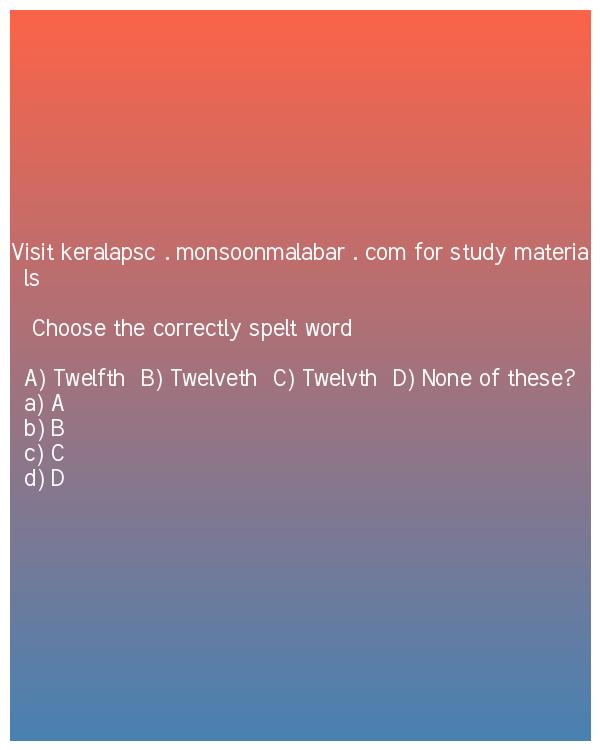 Visit keralapsc . monsoonmalabar . com for study materia
ls
Choose the correctly spelt word
A) Twelfth B) Twelveth C) Twelvth D) None of these?
a) A
b) B
c) C
d) D